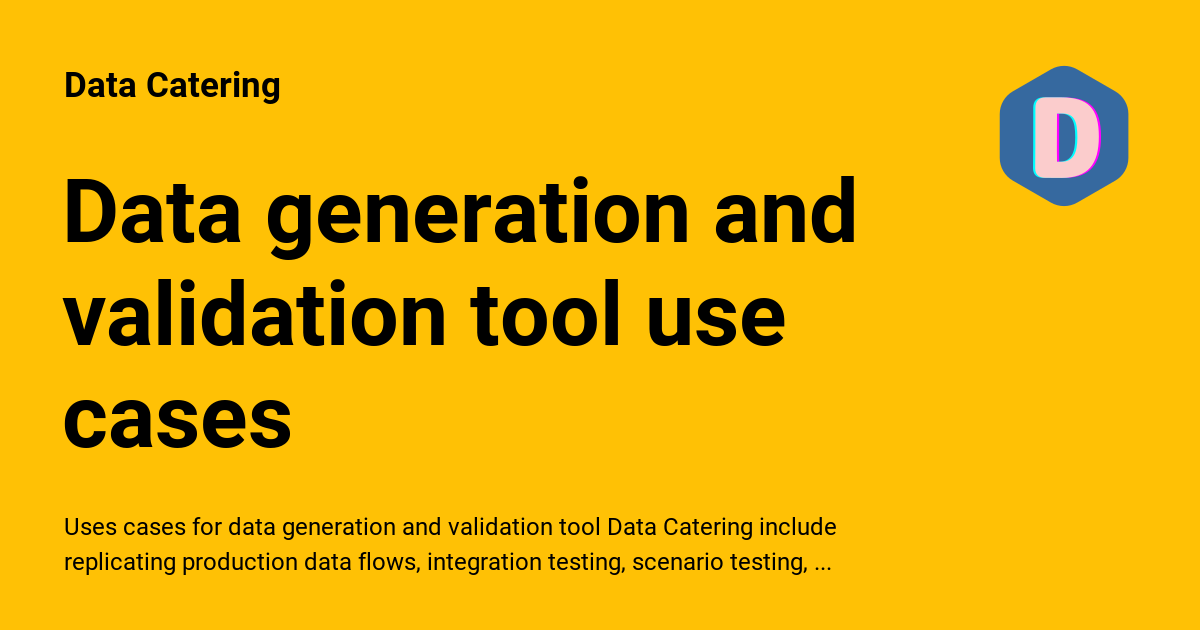 Data Catering
D
Data generation and
validation tool use
cases
Uses cases for data generation and validation tool Data Catering include
replicating production data flows, integration testing, scenario testing, ...